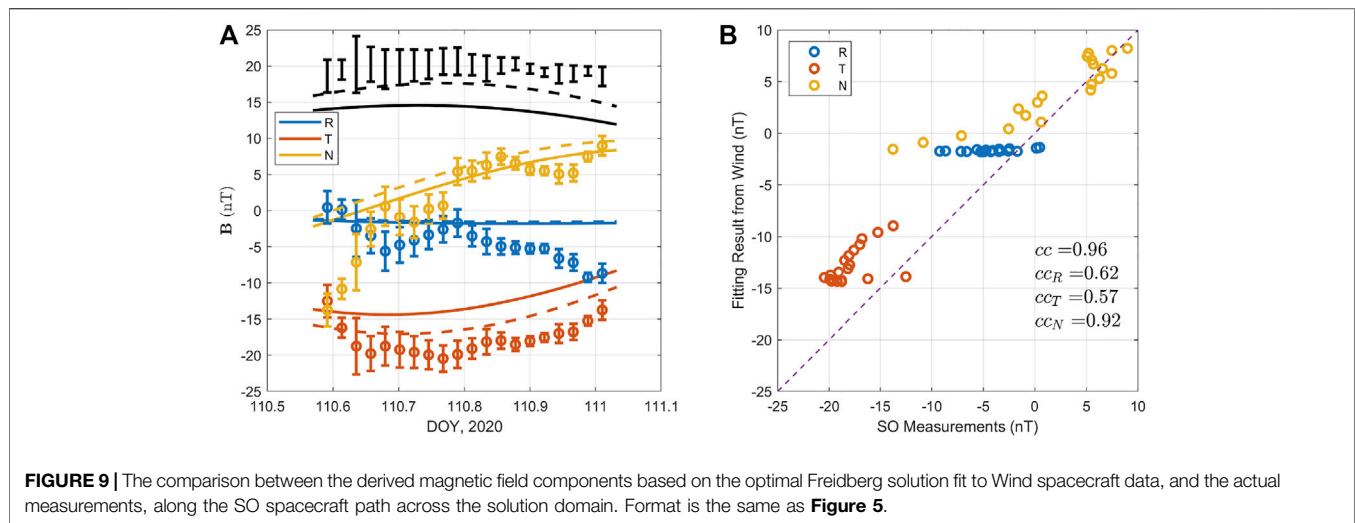 A
25
20
15
10
5
0
-5
-10
-15
-20
-25
B (nT)
R
T
N
110.5 110.6 110.7 110.8 110.9 111 111.1
DOY, 2020
B
10
5
0
-5
-10
-15
-20
-25
Fitting Result from Wind (nT)
R
T
N
cc =0.96
ccR =0.62
ccT =0.57
ccN =0.92
-25 -20 -15 -10 -5 0 5 10
SO Measurements (nT)
FIGURE 9 | The comparison between the derived magnetic field components based on the optimal Freidberg solution fit to Wind spacecraft data, and the actual
measurements, along the SO spacecraft path across the solution domain. Format is the same as Figure 5.